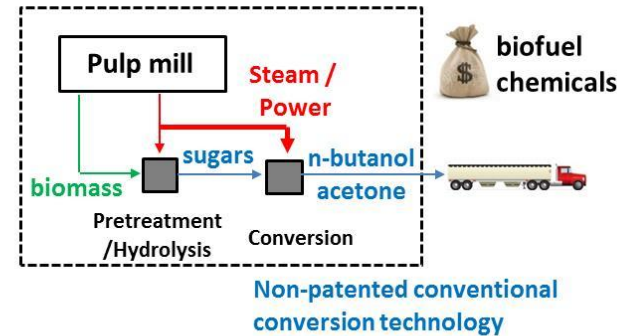 Pulp mill
Steam /
Power
biofuel
chemicals
$
biomass
sugars
n-butanol
acetone
Pretreatment
/Hydrolysis
Conversion
Non-patented conventional
conversion technology